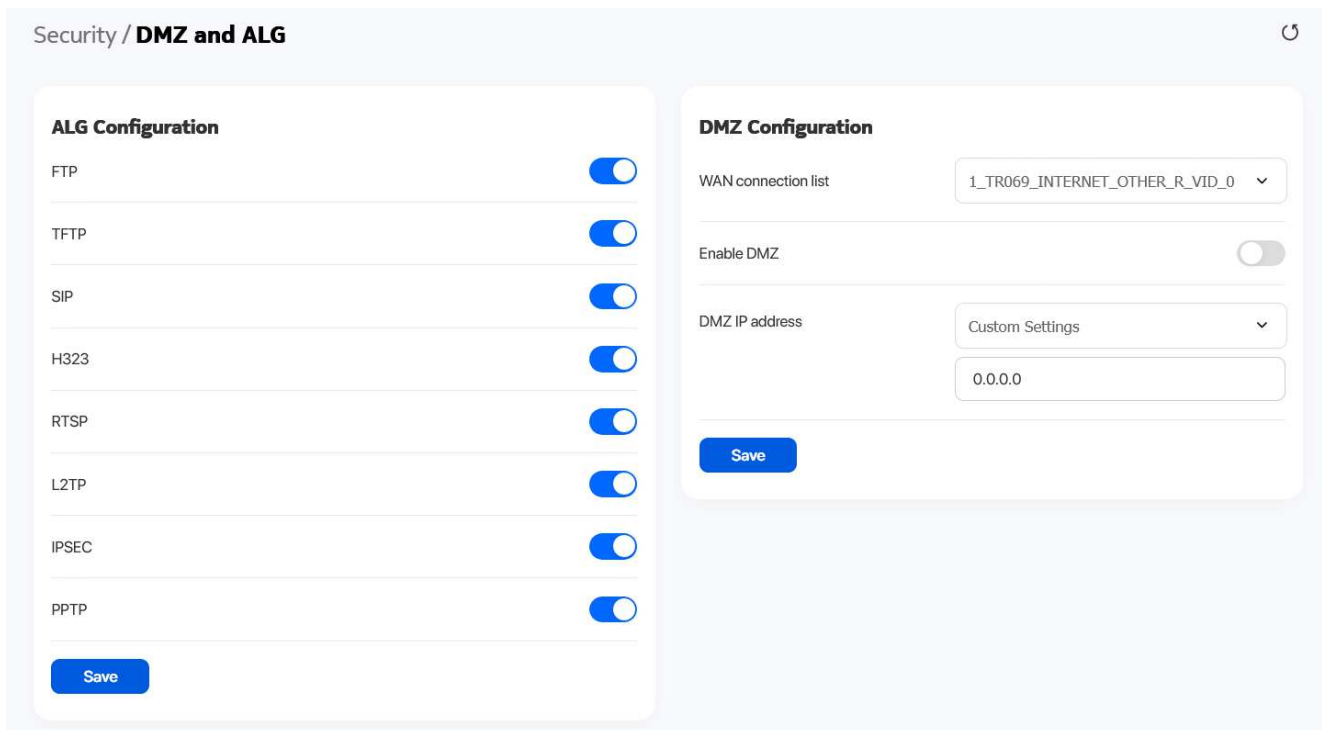 Security / DMZ and ALG
ALG Configuration
FTP
TFTP
SIP
H323
RTSP
L2TP
IPSEC
PPTP
Save
DMZ Configuration
WAN connection list
1_TR069_INTERNET_OTHER_R_VID_0
Enable DMZ
DMZ IP address
Custom Settings
0.0.0.0
Save